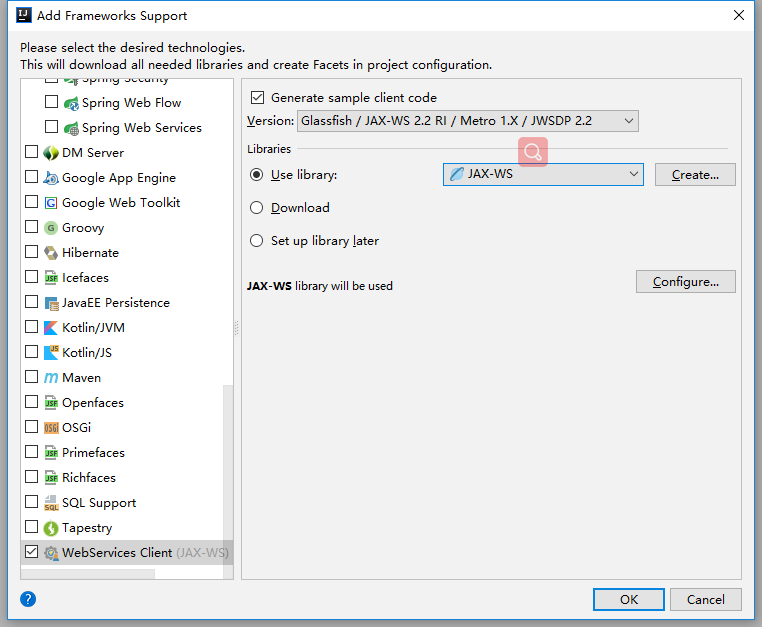 Add Frameworks Support
Please select the desired technologies.
This will download all needed libraries and create Facets in project configuration.
Spring Security
Spring Web Flow
Spring Web Services
DM Server
Google App Engine
Google Web Toolkit
Groovy
Hibernate
Icefaces
JavaEE Persistence
Kotlin/JVM
Kotlin/JS
Maven
Openfaces
OSGi
Primefaces
Richfaces
SQL Support
Tapestry
WebServices Client (JAX-WS)
Generate sample client code
Version: Glassfish / JAX-WS 2.2 RI / Metro 1.X / JWSDP 2.2
Libraries
Use library: JAX-WS Create...
Download
Set up library later
JAX-WS library will be used Configure...
OK Cancel